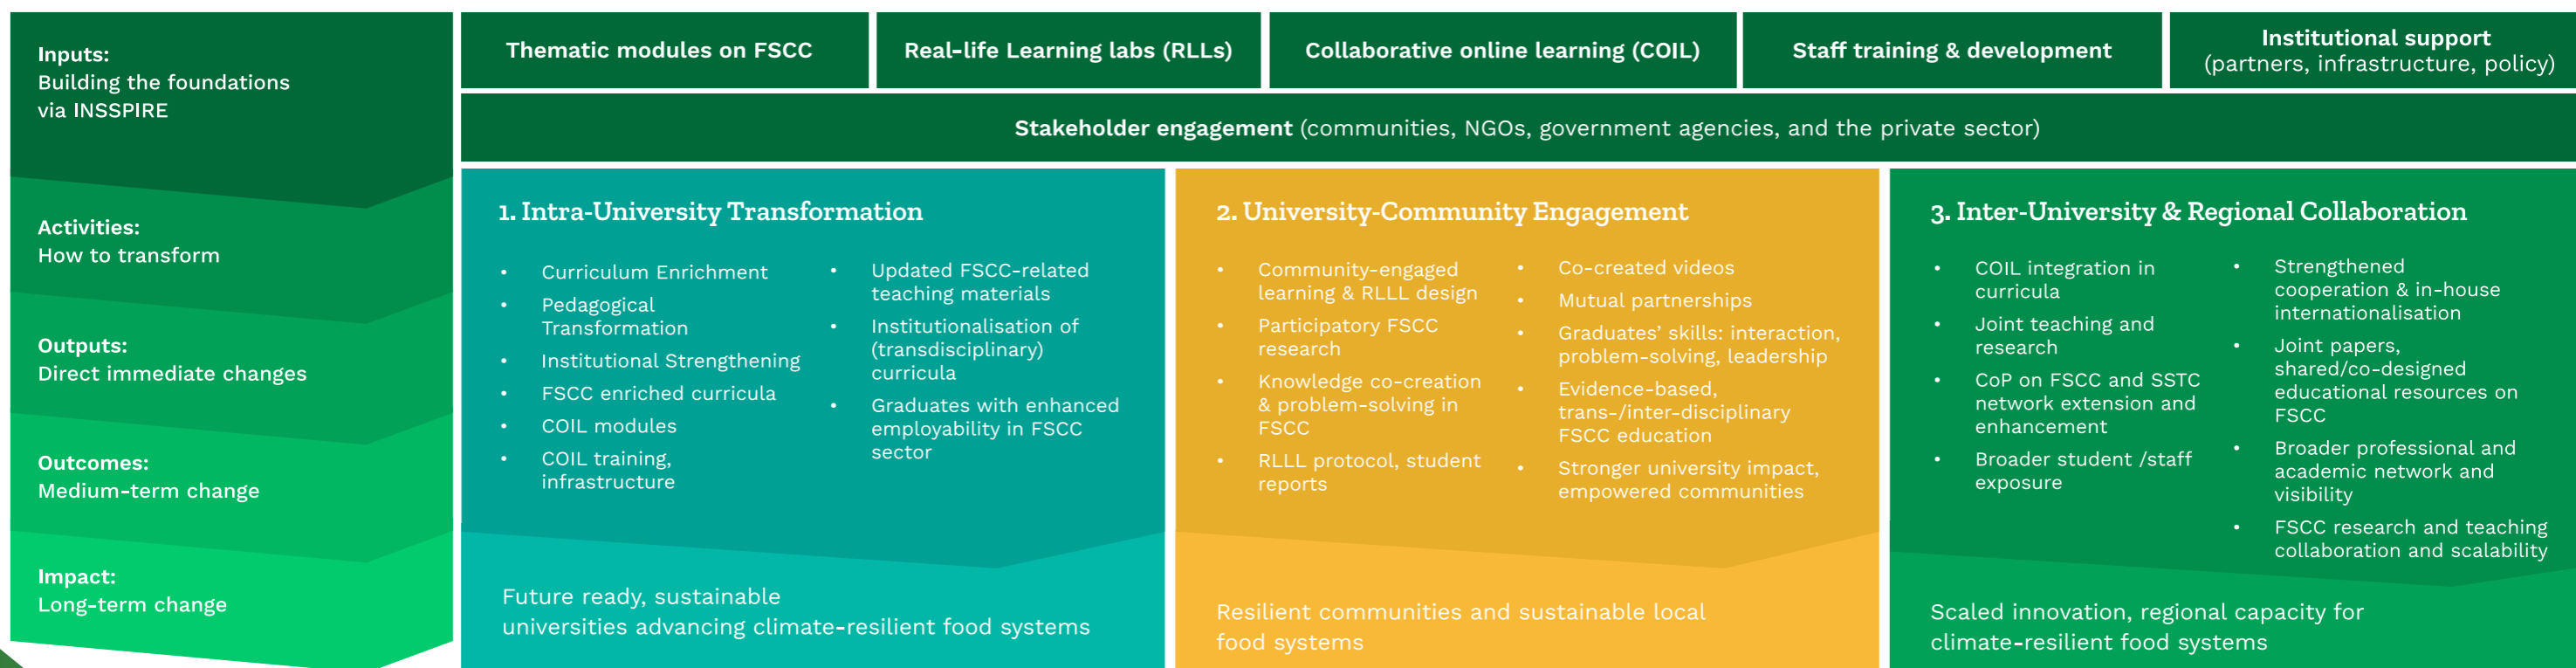 Inputs:
Building the foundations
via INSSPIRE
Activities:
How to transform
Outputs:
Direct immediate changes
Outcomes:
Medium-term change
Impact:
Long-term change
Thematic modules on FSCC
Real-life Learning labs (RLLs)
Collaborative online learning (COIL)
Staff training & development
Institutional support
(partners, infrastructure, policy)
Stakeholder engagement (communities, NGOs, government agencies, and the private sector)
1. Intra-University Transformation
• Curriculum Enrichment
• Pedagogical
Transformation
• Institutional Strengthening
• FSCC enriched curricula
• COIL modules
• COIL training,
infrastructure
• Updated FSCC-related
teaching materials
• Institutionalisation of
(transdisciplinary)
curricula
• Graduates with enhanced
employability in FSCC
sector
Future ready, sustainable
universities advancing climate-resilient food systems
2. University-Community Engagement
• Community-engaged
learning & RLLL design
• Participatory FSCC
research
• Knowledge co-creation
& problem-solving in
FSCC
• RLLL protocol, student
reports
• Co-created videos
• Mutual partnerships
• Graduates’ skills: interaction,
problem-solving, leadership
• Evidence-based,
trans-/inter-disciplinary
FSCC education
• Stronger university impact,
empowered communities
Resilient communities and sustainable local
food systems
3. Inter-University & Regional Collaboration
• COIL integration in
curricula
• Joint teaching and
research
• CoP on FSCC and SSTC
network extension and
enhancement
• Broader student /staff
exposure
• Strengthened
cooperation & in-house
internationalisation
• Joint papers,
shared/co-designed
educational resources on
FSCC
• Broader professional and
academic network and
visibility
• FSCC research and teaching
collaboration and scalability
Scaled innovation, regional capacity for
climate-resilient food systems